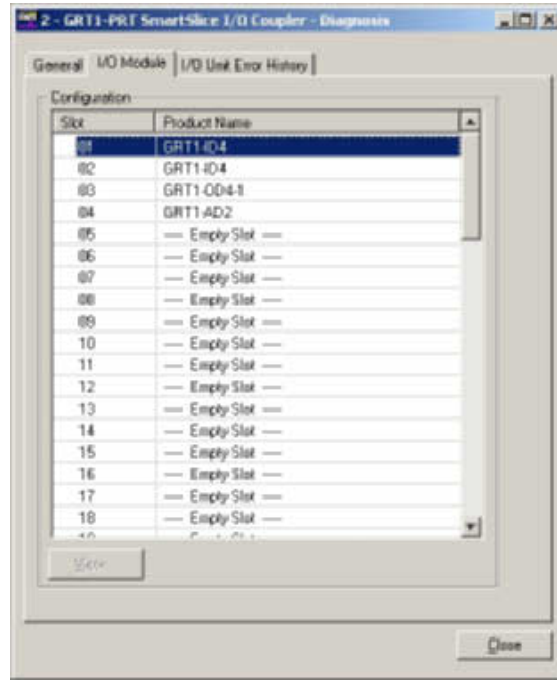 2 - GRT1-PRT SmartSlice I/O Coupler - Diagnosis
General I/O Module I/O Unit Error History
Configuration
Slot Product Name
01 GRT1-ID4
02 GRT1-ID4
03 GRT1-OD4-1
04 GRT1-AD2
05 ---- Empty Slot ----
06 ---- Empty Slot ----
07 ---- Empty Slot ----
08 ---- Empty Slot ----
09 ---- Empty Slot ----
10 ---- Empty Slot ----
11 ---- Empty Slot ----
12 ---- Empty Slot ----
13 ---- Empty Slot ----
14 ---- Empty Slot ----
15 ---- Empty Slot ----
16 ---- Empty Slot ----
17 ---- Empty Slot ----
18 ---- Empty Slot ----
View
Close